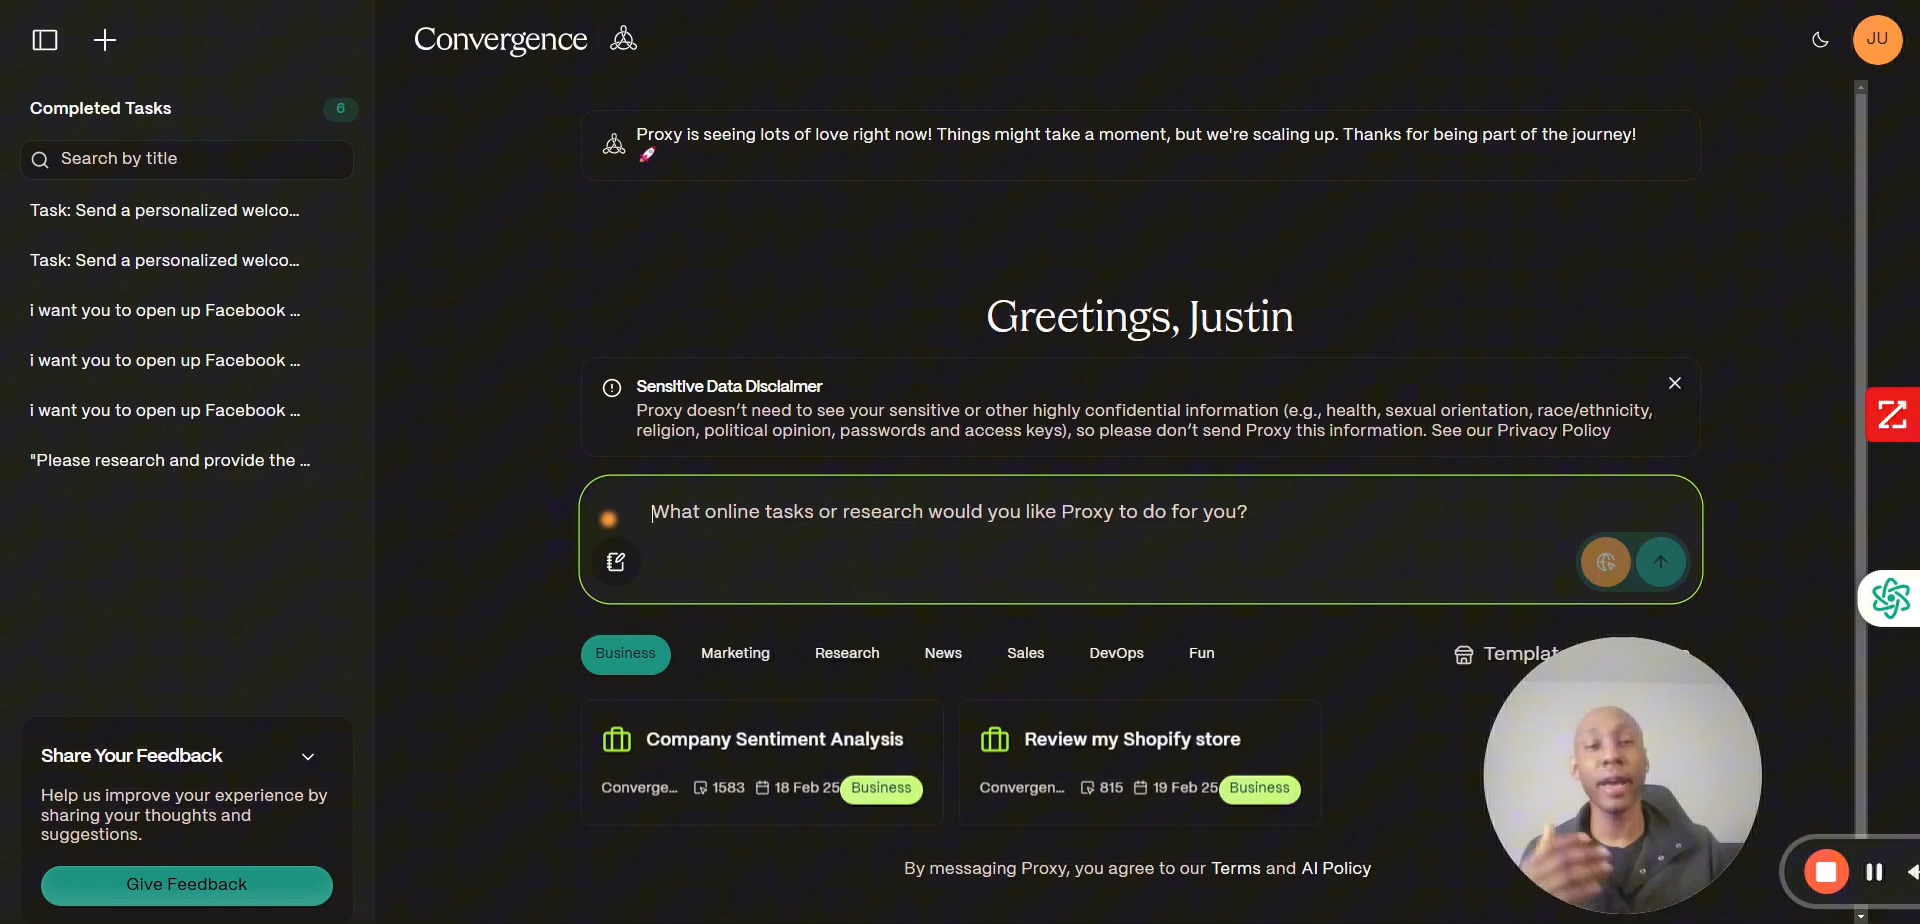 Convergence
JU
Completed Tasks
6
Search by title
Task: Send a personalized welco...
Task: Send a personalized welco...
i want you to open up Facebook ...
i want you to open up Facebook ...
i want you to open up Facebook ...
"Please research and provide the ...
Share Your Feedback
Help us improve your experience by
sharing your thoughts and
suggestions.
Give Feedback
Proxy is seeing lots of love right now! Things might take a moment, but we're scaling up. Thanks for being part of the journey!
🚀
Greetings, Justin
Sensitive Data Disclaimer
Proxy doesn’t need to see your sensitive or other highly confidential information (e.g., health, sexual orientation, race/ethnicity,
religion, political opinion, passwords and access keys), so please don’t send Proxy this information. See our Privacy Policy
What online tasks or research would you like Proxy to do for you?
Business Marketing Research News Sales DevOps Fun
Company Sentiment Analysis
Converge... 1583 18 Feb 25 Business
Review my Shopify store
Convergen... 815 19 Feb 25 Business
By messaging Proxy, you agree to our Terms and AI Policy